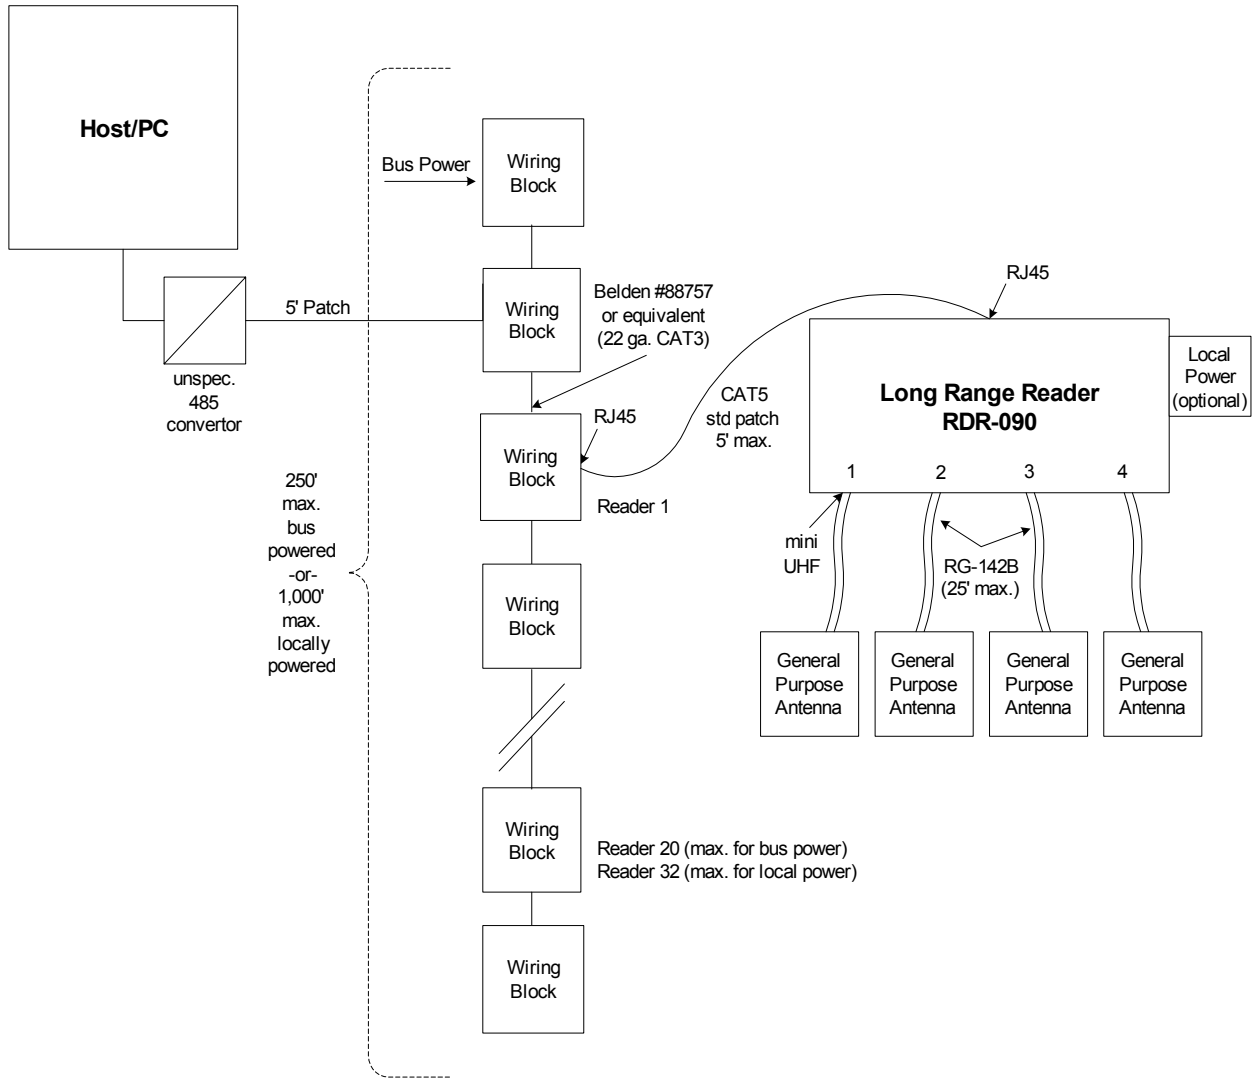 Host/PC
Bus Power
Wiring
Block
5' Patch
Wiring
Block
unspec.
485
convertor
Belden #88757
or equivalent
(22 ga. CAT3)
RJ45
Local
Power
(optional)
Long Range Reader
RDR-090
1 2 3 4
CAT5
std patch
5' max.
RJ45
Wiring
Block
Reader 1
250'
max.
bus
powered
-or-
1,000'
max.
locally
powered
mini
UHF
RG-142B
(25' max.)
Wiring
Block
General
Purpose
Antenna
General
Purpose
Antenna
General
Purpose
Antenna
General
Purpose
Antenna
Wiring
Block
Reader 20 (max. for bus power)
Reader 32 (max. for local power)
Wiring
Block